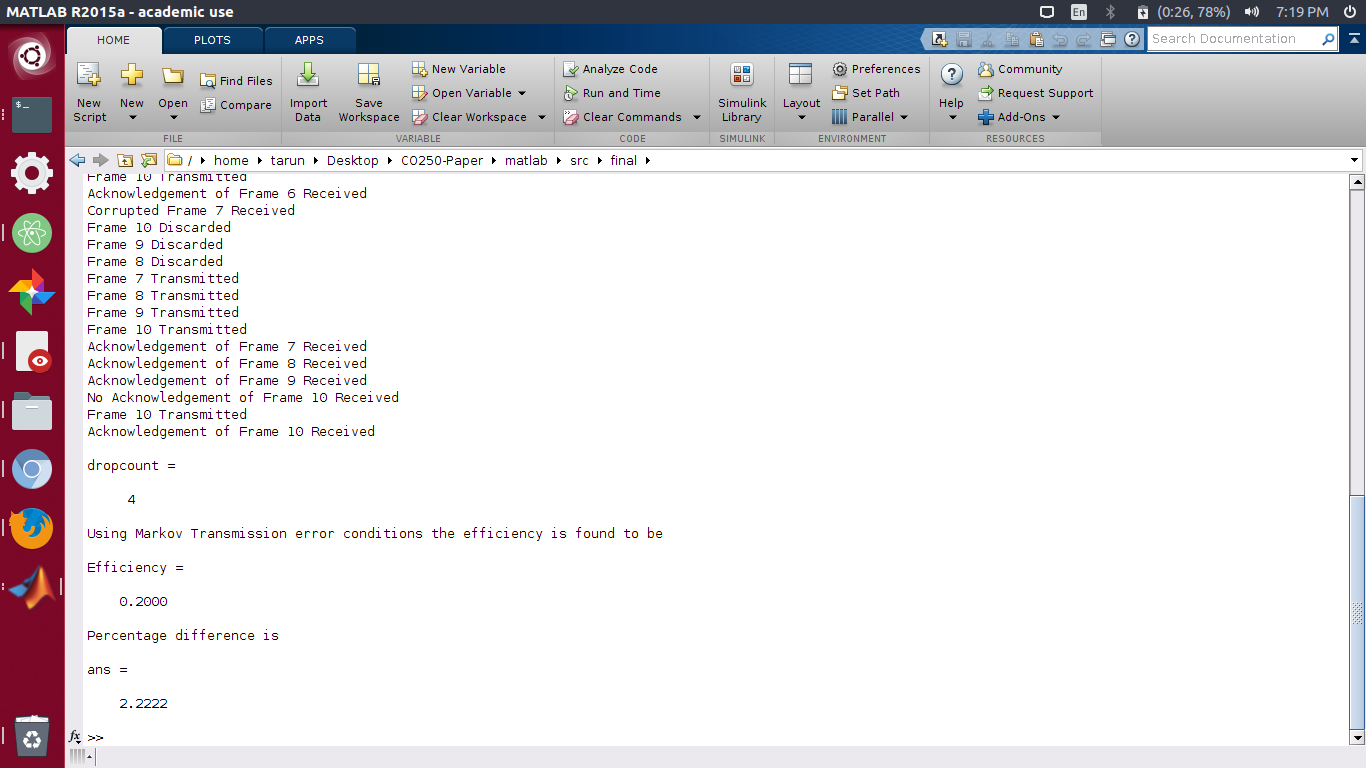 MATLAB R2015a - academic use
En
(0:26, 78%)
7:19 PM
HOME
PLOTS
APPS
Search Documentation
New Script
New
Open
Find Files
Compare
FILE
Import Data
Save Workspace
New Variable
Open Variable
Clear Workspace
VARIABLE
Analyze Code
Run and Time
Clear Commands
CODE
Simulink Library
SIMULINK
Layout
Preferences
Set Path
Parallel
ENVIRONMENT
Help
Community
Request Support
Add-Ons
RESOURCES
/ home tarun Desktop CO250-Paper matlab src final
Frame 10 Transmitted
Acknowledgement of Frame 6 Received
Corrupted Frame 7 Received
Frame 10 Discarded
Frame 9 Discarded
Frame 8 Discarded
Frame 7 Transmitted
Frame 8 Transmitted
Frame 9 Transmitted
Frame 10 Transmitted
Acknowledgement of Frame 7 Received
Acknowledgement of Frame 8 Received
Acknowledgement of Frame 9 Received
No Acknowledgement of Frame 10 Received
Frame 10 Transmitted
Acknowledgement of Frame 10 Received
dropcount =
4
Using Markov Transmission error conditions the efficiency is found to be
Efficiency =
0.2000
Percentage difference is
ans =
2.2222
fx >>